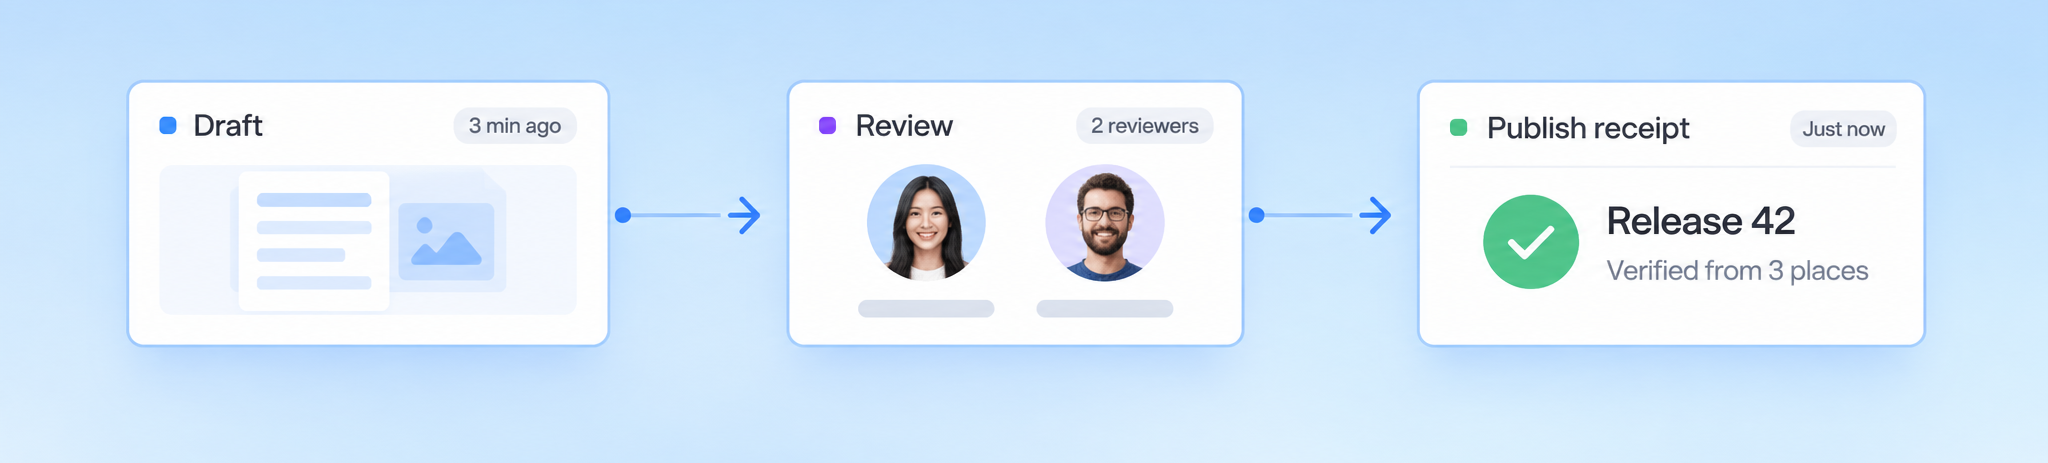 Draft
3 min ago
Review
2 reviewers
Publish receipt
Just now
Release 42
Verified from 3 places